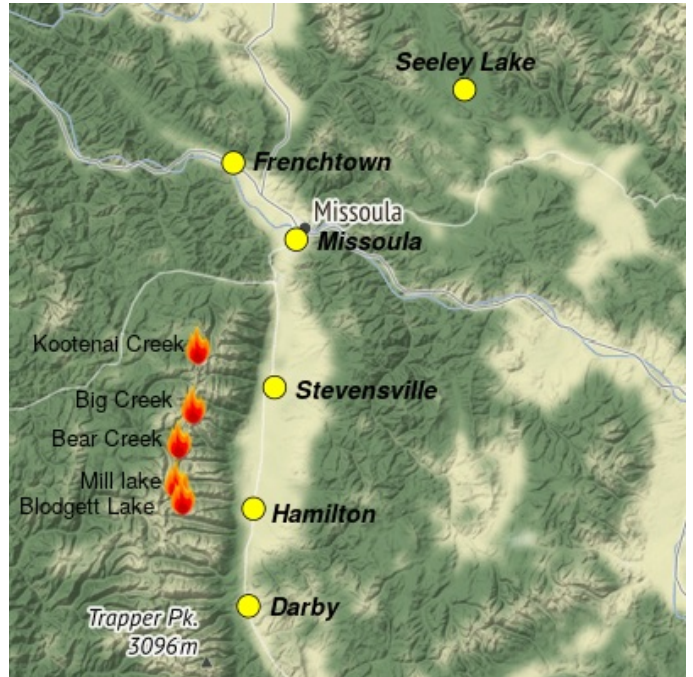 Seeley Lake
Frenchtown
Missoula
Missoula
Kootenai Creek
Stevensville
Big Creek
Bear Creek
Mill lake
Blodgett Lake
Hamilton
Darby
Trapper Pk.
3096m